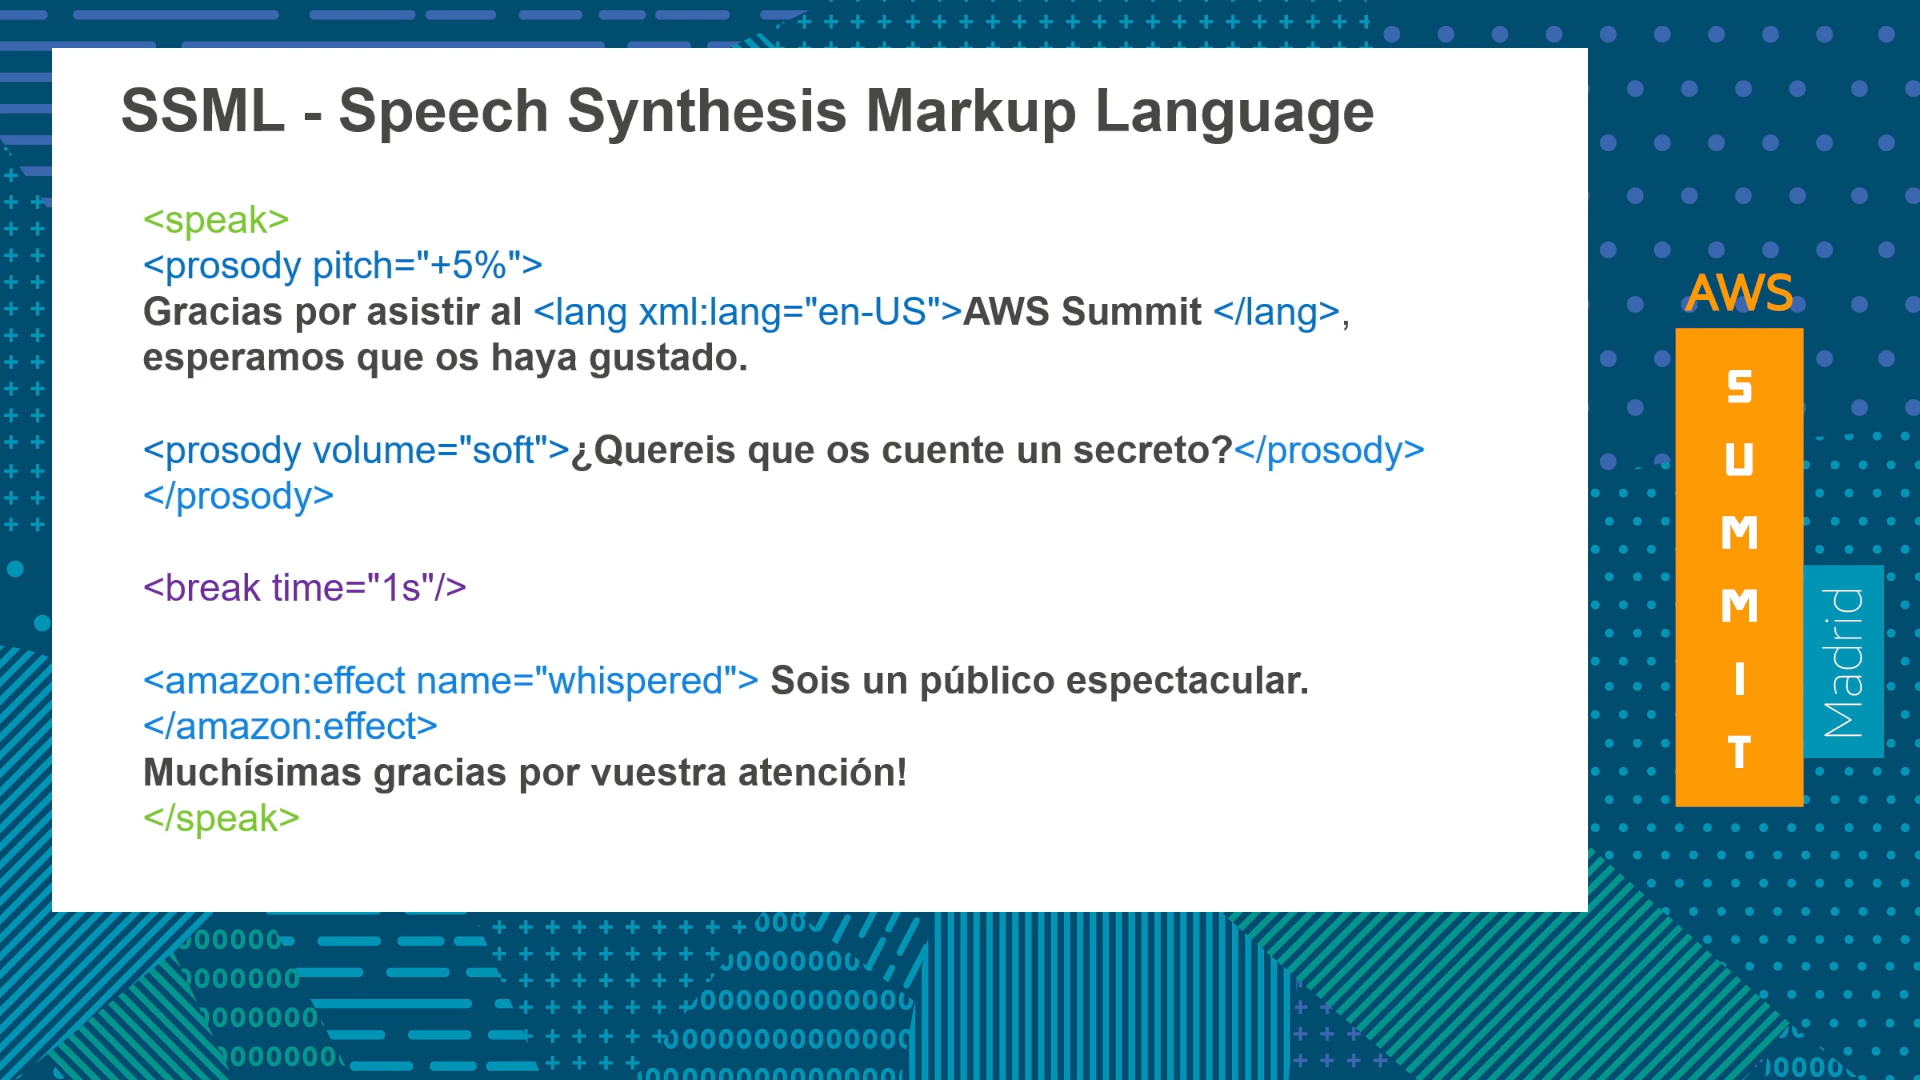 SSML - Speech Synthesis Markup Language
<speak>
<prosody pitch="+5%">
Gracias por asistir al <lang xml:lang="en-US">AWS Summit </lang>,
esperamos que os haya gustado.
<prosody volume="soft">¿Quereis que os cuente un secreto?</prosody>
</prosody>
<break time="1s"/>
<amazon:effect name="whispered"> Sois un público espectacular.
</amazon:effect>
Muchísimas gracias por vuestra atención!
</speak>
AWS
SUMMIT
Madrid